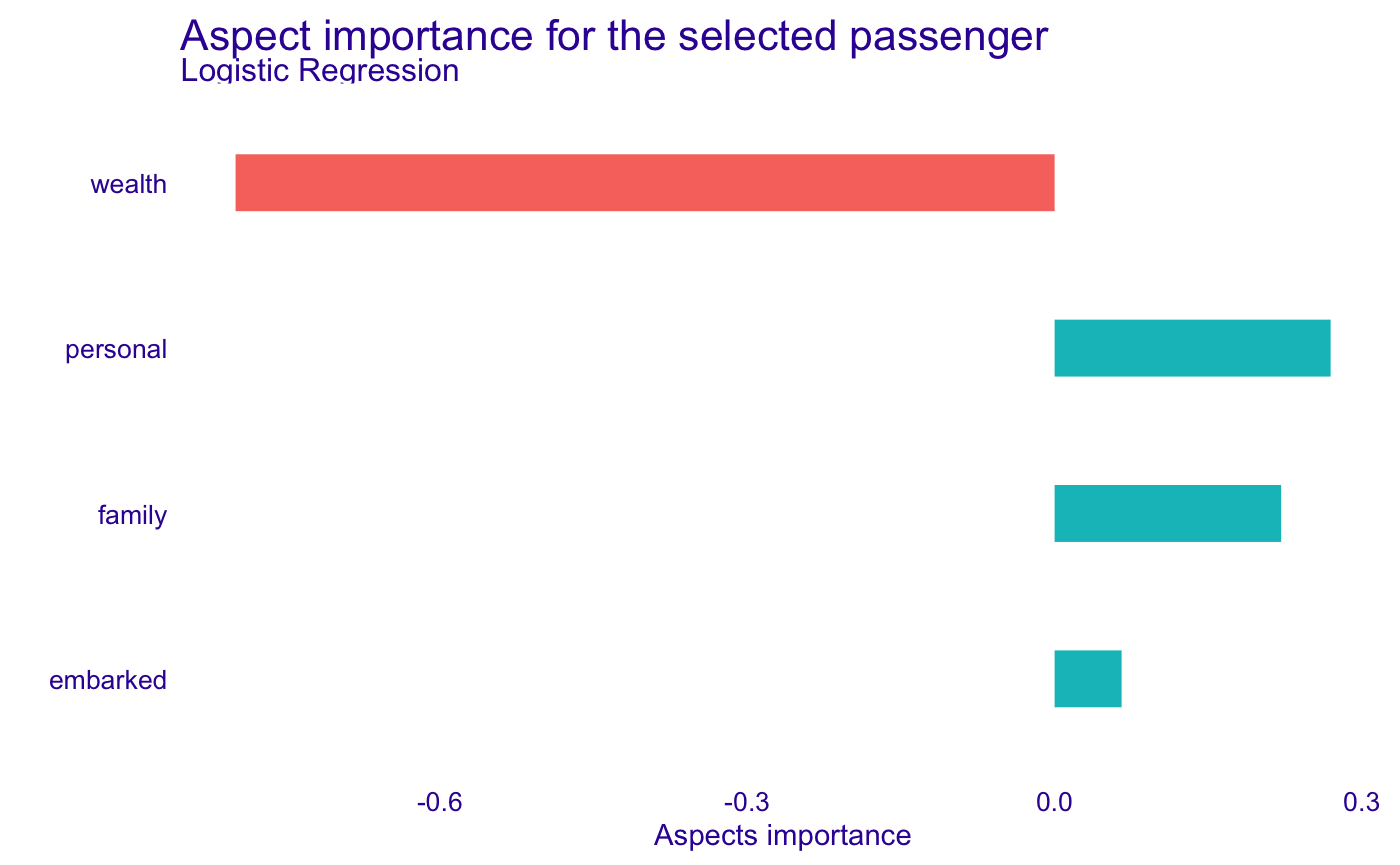 Aspect importance for the selected passenger
Logistic Regression
wealth
personal
family
embarked
-0.6 -0.3 0.0 0.3
Aspects importance